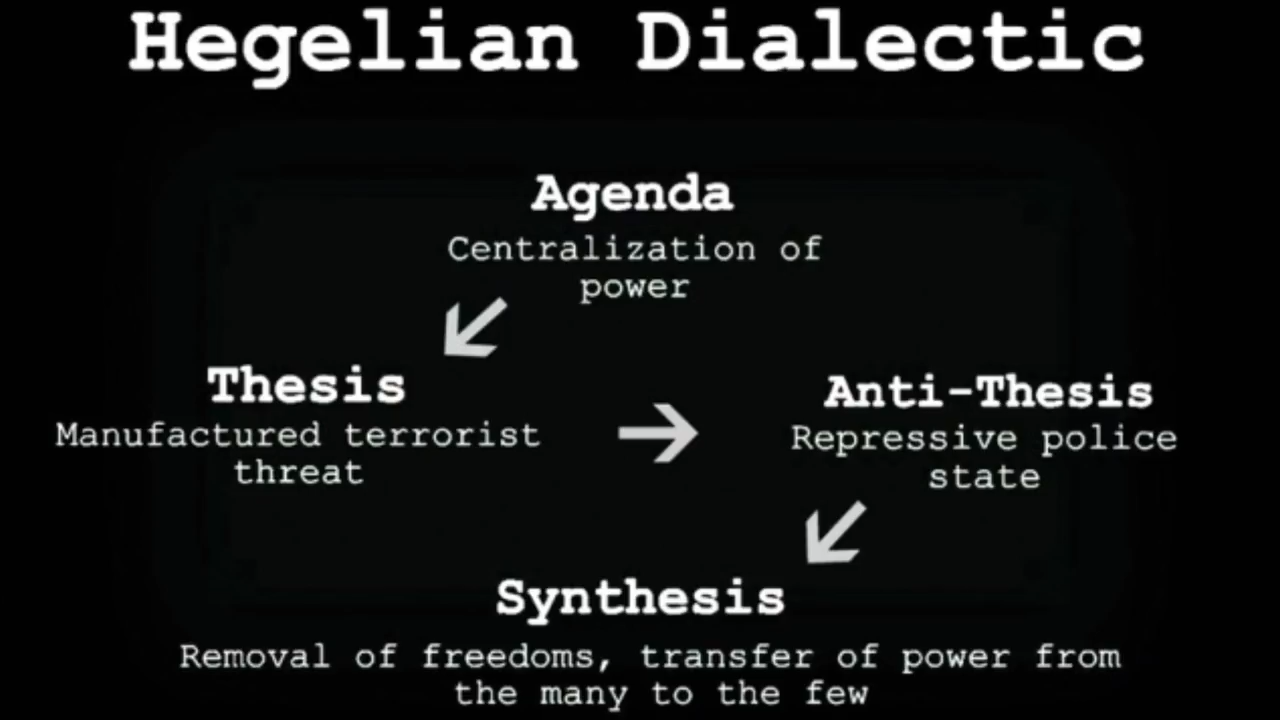 Hegelian Dialectic
Agenda
Centralization of
power
Thesis
Manufactured terrorist
threat
Anti-Thesis
Repressive police
state
Synthesis
Removal of freedoms, transfer of power from
the many to the few